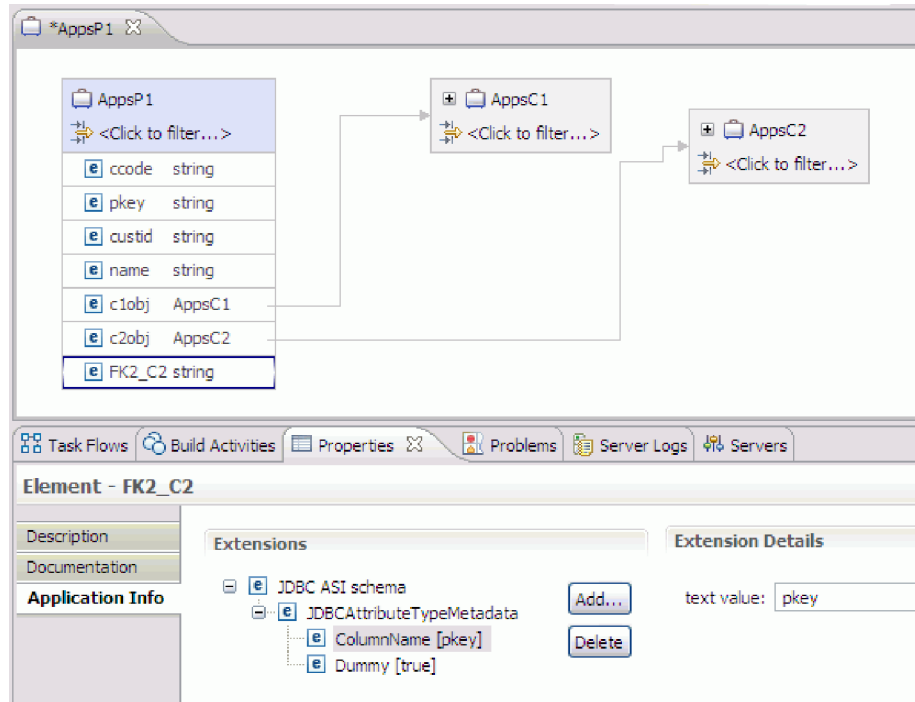 *AppsP1
AppsP1
<Click to filter...>
ccode string
pkey string
custid string
name string
c1obj AppsC1
c2obj AppsC2
FK2_C2 string
AppsC1
<Click to filter...>
AppsC2
<Click to filter...>
Task Flows Build Activities Properties Problems Server Logs Servers
Element - FK2_C2
Description
Documentation
Application Info
Extensions
JDBC ASI schema
JDBCAttributeTypeMetadata
ColumnName [pkey]
Dummy [true]
Add...
Delete
Extension Details
text value: pkey